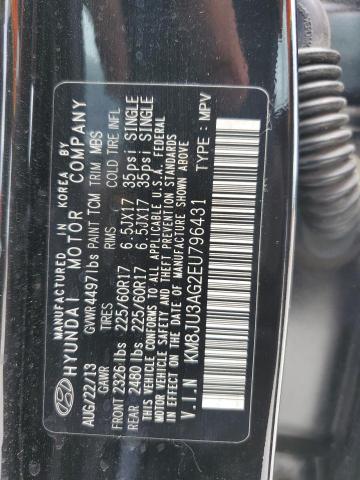 MANUFACTURED IN KOREA BY
HYUNDAI MOTOR COMPANY
AUG/22/13 GVWR 4497lbs PAINT TOM TRIM MBS
GAWR TIRES RIMS COLD TIRE INFL
FRONT 2326lbs 225/60R17 6.5JX17 35psi SINGLE
REAR 2480lbs 225/60R17 6.5JX17 35psi SINGLE
THIS VEHICLE CONFORMS TO ALL APPLICABLE U.S.A. FEDERAL
MOTOR VEHICLE SAFETY AND THEFT PREVENTION STANDARDS
IN EFFECT ON THE DATE OF MANUFACTURE SHOWN ABOVE.
V.I.N KM8JU3AG2EU796431 TYPE: MPV